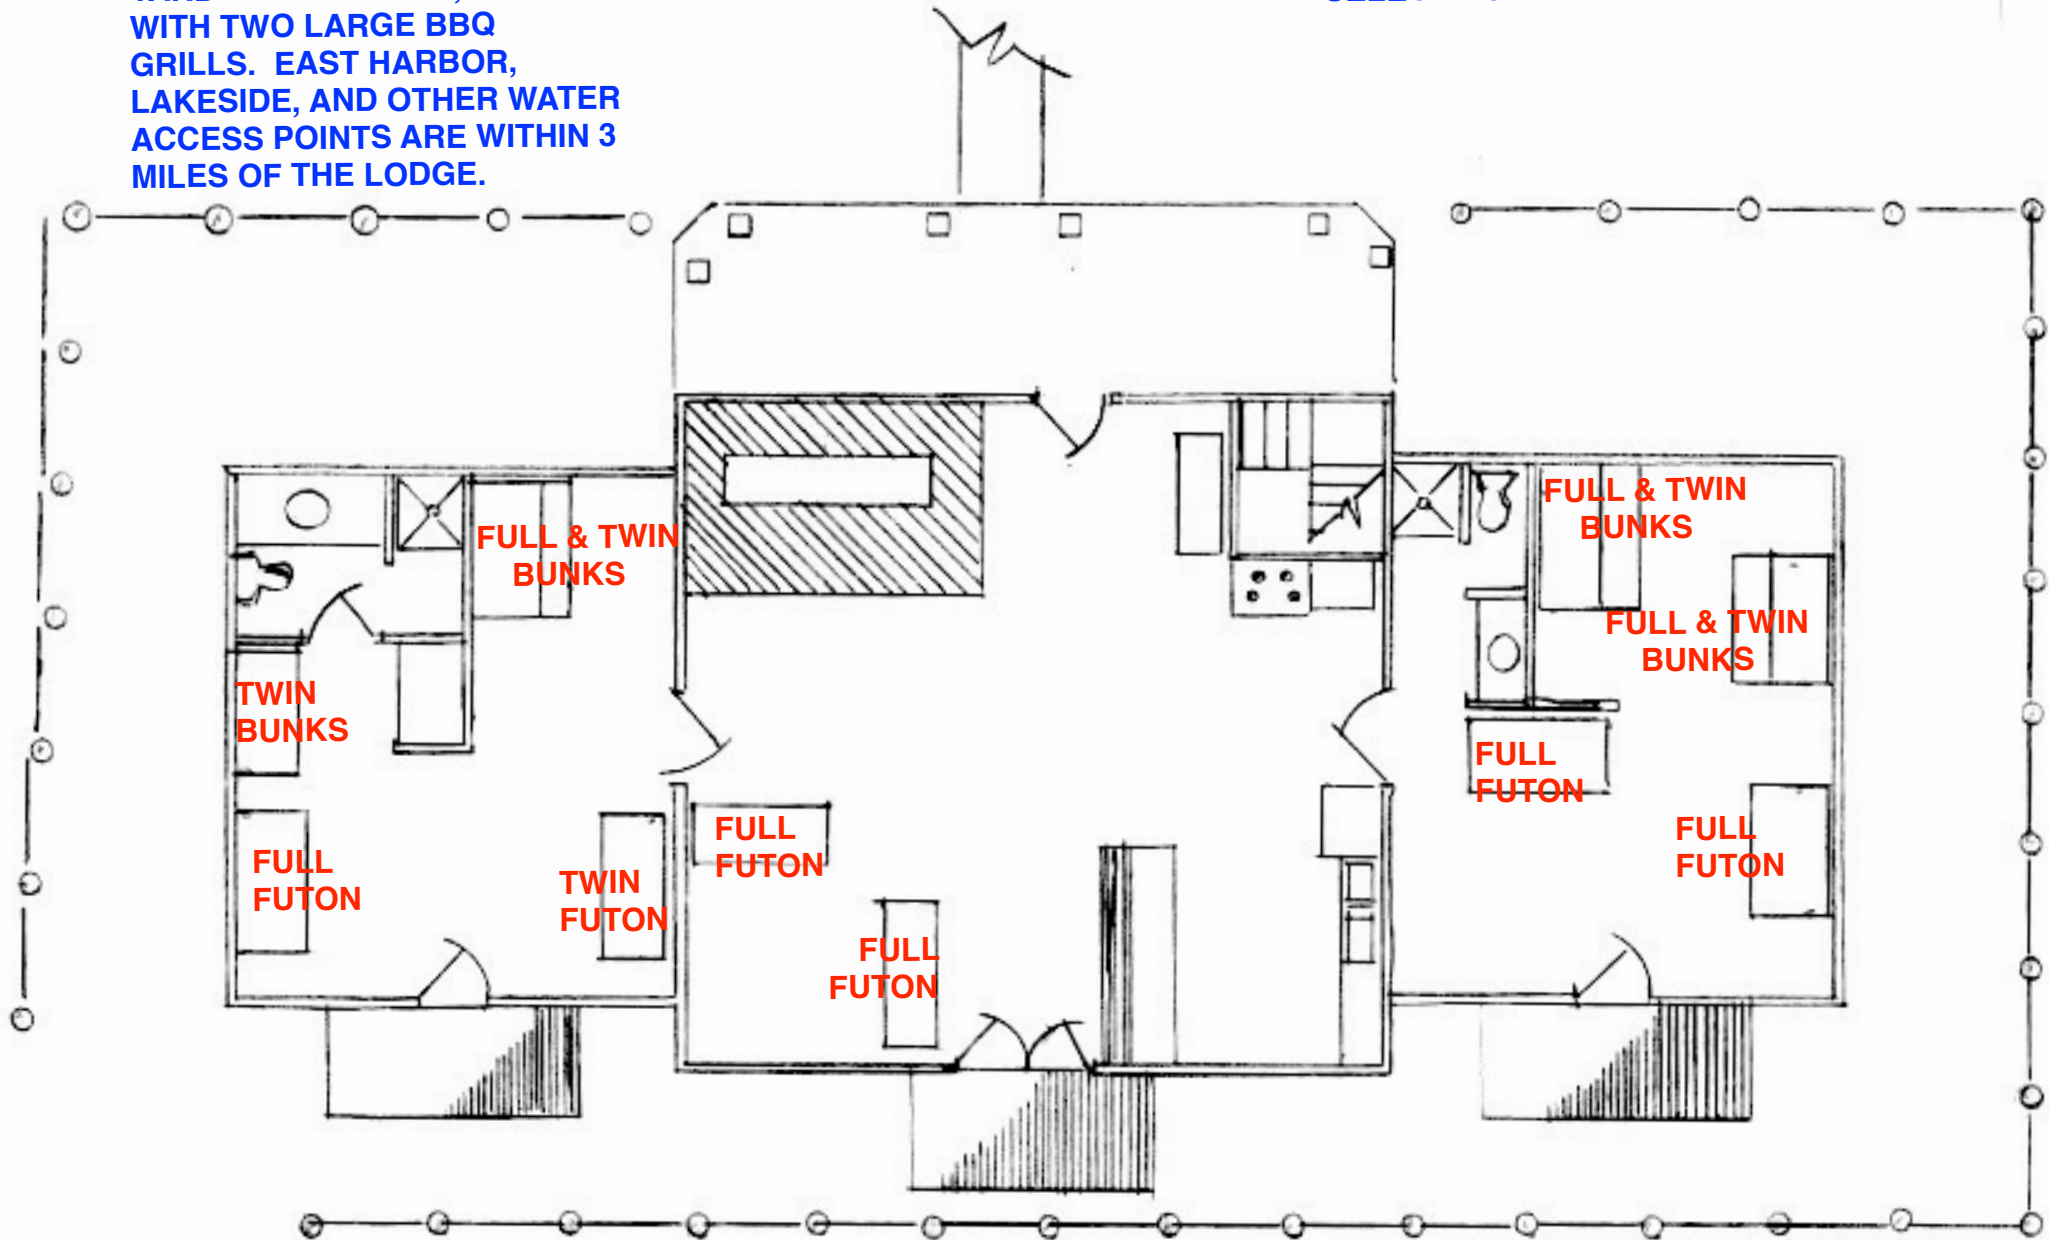 WITH TWO LARGE BBQ
GRILLS. EAST HARBOR,
LAKESIDE, AND OTHER WATER
ACCESS POINTS ARE WITHIN 3
MILES OF THE LODGE.
FULL & TWIN
BUNKS
TWIN
BUNKS
FULL
FUTON
TWIN
FUTON
FULL
FUTON
FULL
FUTON
FULL & TWIN
BUNKS
FULL & TWIN
BUNKS
FULL
FUTON
FULL
FUTON